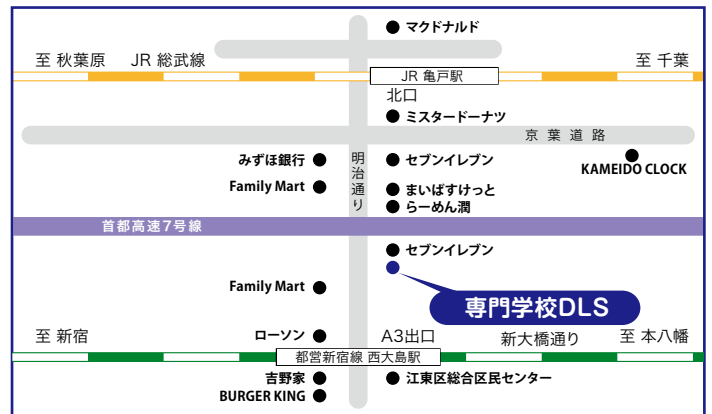 マクドナルド
至 秋葉原
JR 総武線
至 千葉
JR 亀戸駅
北口
ミスタードーナツ
京葉道路
みずほ銀行
明治通り
セブンイレブン
KAMEIDO CLOCK
Family Mart
まいばすけっと
らーめん潤
首都高速7号線
セブンイレブン
Family Mart
専門学校DLS
至 新宿
ローソン
A3出口
新大橋通り
至 本八幡
都営新宿線 西大島駅
吉野家
江東区総合区民センター
BURGER KING